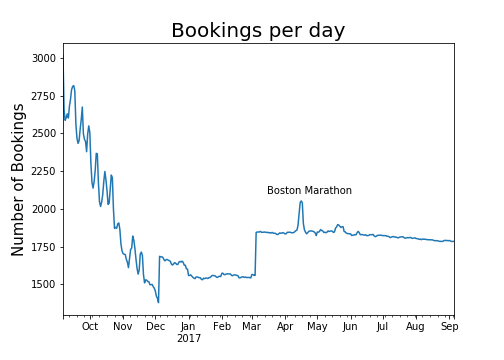 Bookings per day
Number of Bookings
3000
2750
2500
2250
2000
1750
1500
Boston Marathon
Oct Nov Dec Jan Feb Mar Apr May Jun Jul Aug Sep
2017